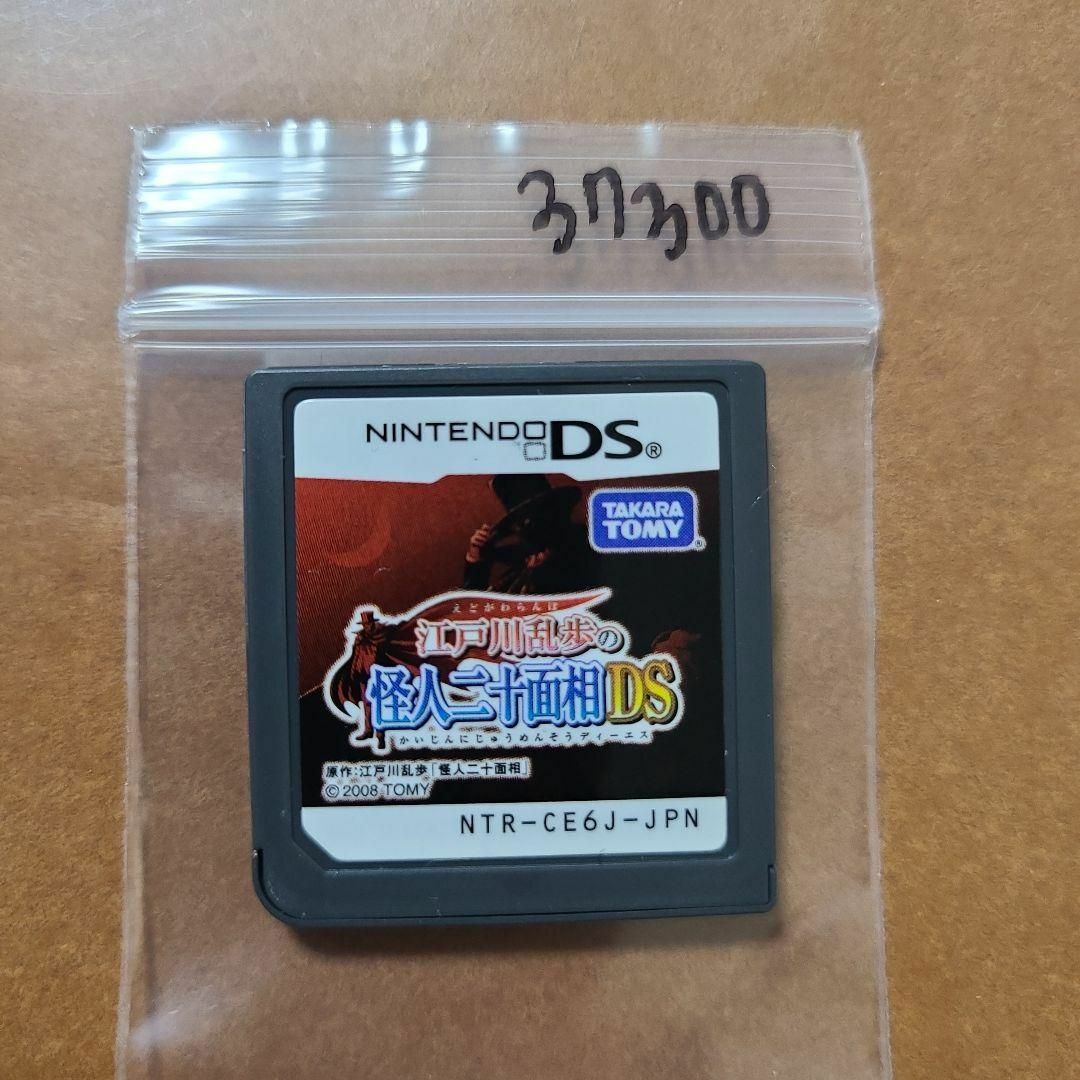 37300
NINTENDO DS®
TAKARA
TOMY®
えどがわらんぽ
江戸川乱歩の
怪人二十面相DS
かいじんにじゅうめんそうディーエス
原作:江戸川乱歩「怪人二十面相」
© 2008 TOMY
NTR-CE6J-JPN